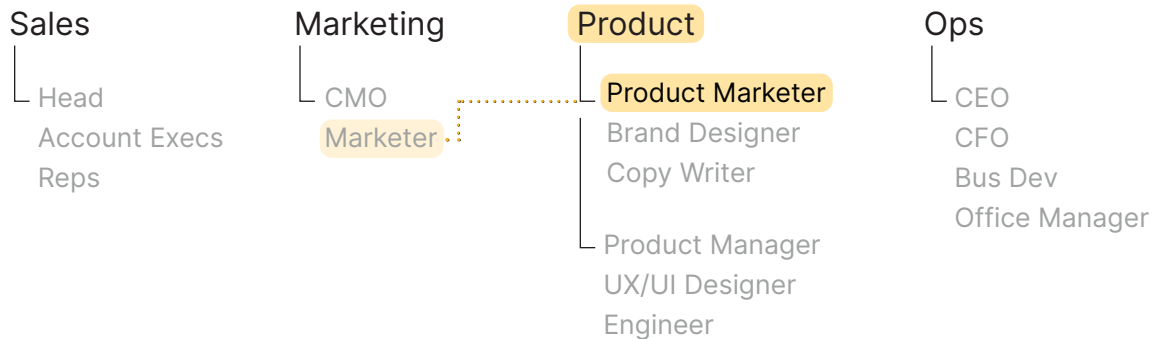 Sales
Head
Account Execs
Reps
Marketing
CMO
Marketer
Product
Product Marketer
Brand Designer
Copy Writer
Product Manager
UX/UI Designer
Engineer
Ops
CEO
CFO
Bus Dev
Office Manager